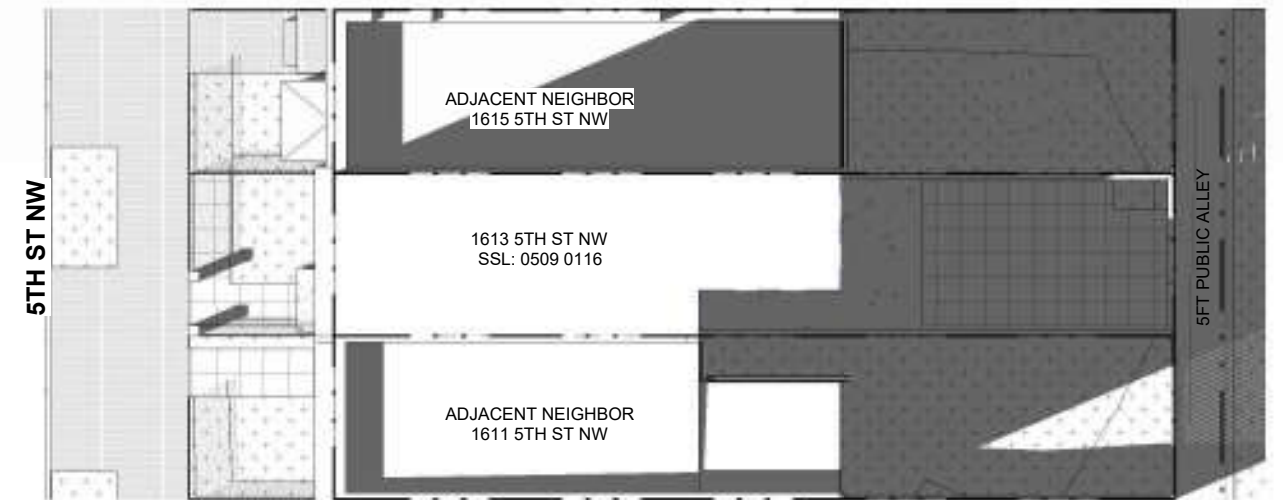 5TH ST NW
ADJACENT NEIGHBOR
1615 5TH ST NW
1613 5TH ST NW
SSL: 0509 0116
ADJACENT NEIGHBOR
1611 5TH ST NW
5FT PUBLIC ALLEY